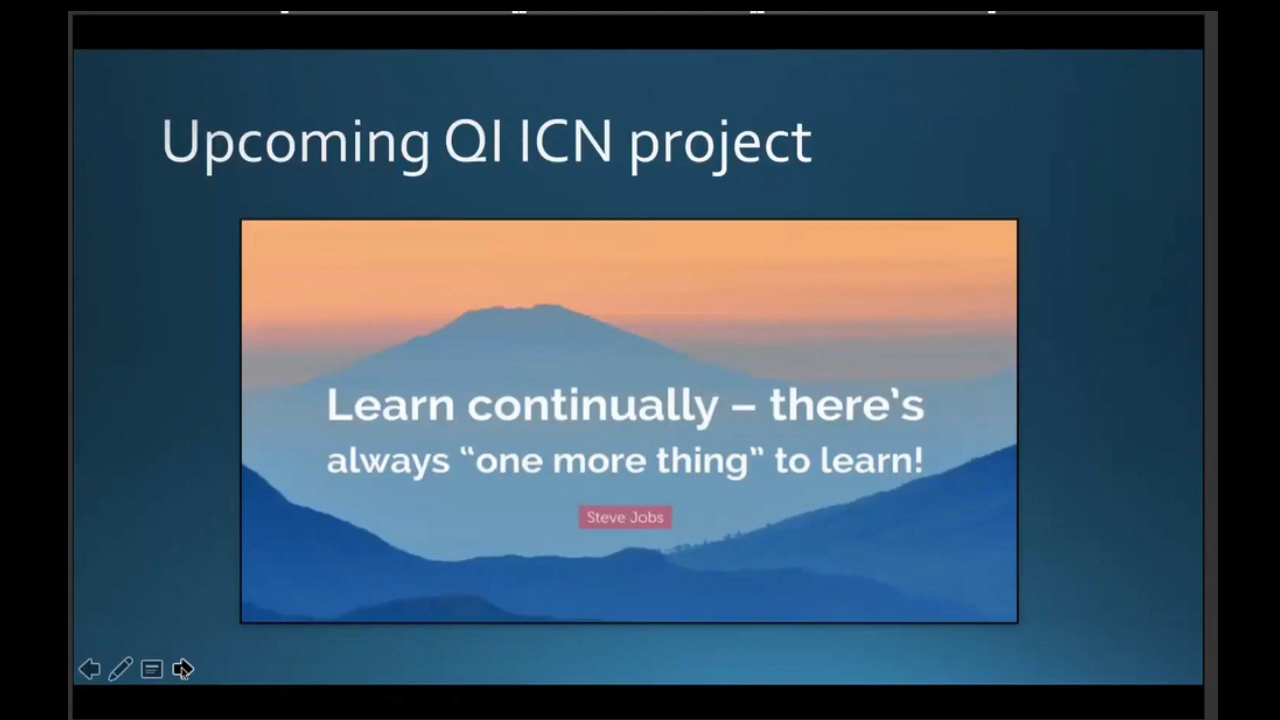 Upcoming QI ICN project
Learn continually – there’s
always “one more thing” to learn!
Steve Jobs